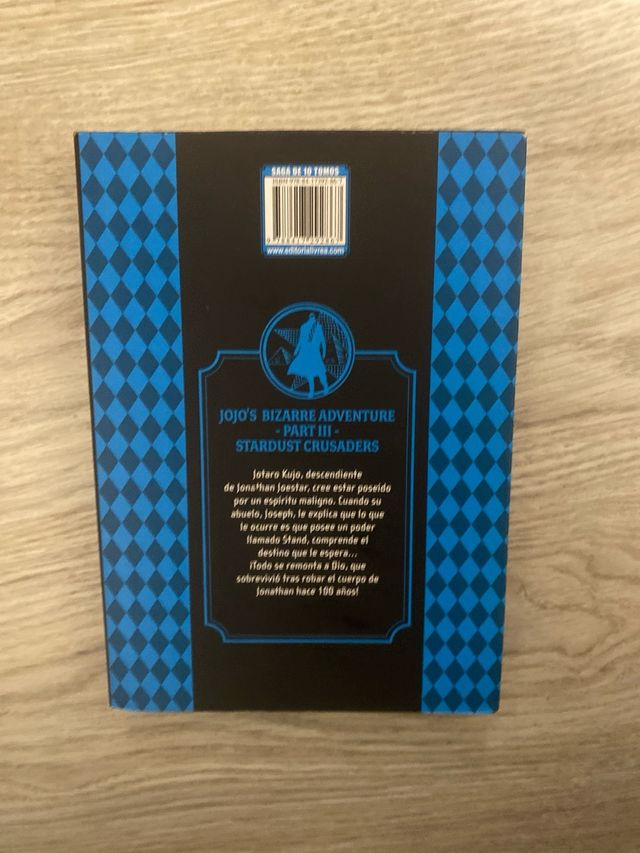 SAGA DE 10 TOMOS
www.editorialivrea.com
JOJO'S BIZARRE ADVENTURE
- PART III -
STARDUST CRUSADERS
Jotaro Kujo, descendiente
de Jonathan Joestar, cree estar poseído
por un espíritu maligno. Cuando su
abuelo, Joseph, le explica que lo que
le ocurre es que posee un poder
llamado Stand, comprende el
destino que le espera...
¡Todo se remonta a Dio, que
sobrevivió tras robar el cuerpo de
Jonathan hace 100 años!